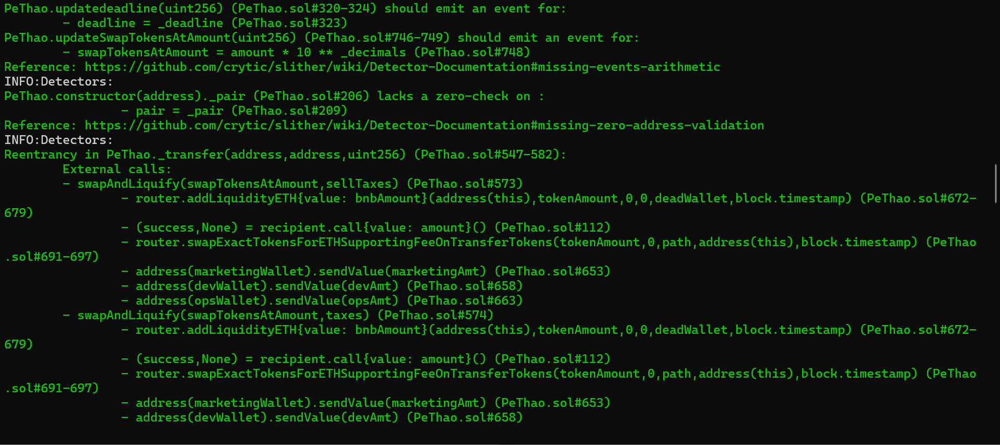 PeThao.updatedeadline(uint256) (PeThao.sol#320-324) should emit an event for:
        - deadline = _deadline (PeThao.sol#323)
PeThao.updateSwapTokensAtAmount(uint256) (PeThao.sol#746-749) should emit an event for:
        - swapTokensAtAmount = amount * 10 ** _decimals (PeThao.sol#748)
Reference: https://github.com/crytic/slither/wiki/Detector-Documentation#missing-events-arithmetic
INFO:Detectors:
PeThao.constructor(address)._pair (PeThao.sol#206) lacks a zero-check on :
                - pair = _pair (PeThao.sol#209)
Reference: https://github.com/crytic/slither/wiki/Detector-Documentation#missing-zero-address-validation
INFO:Detectors:
Reentrancy in PeThao._transfer(address,address,uint256) (PeThao.sol#547-582):
        External calls:
        - swapAndLiquify(swapTokensAtAmount,sellTaxes) (PeThao.sol#573)
                - router.addLiquidityETH{value: bnbAmount}(address(this),tokenAmount,0,0,deadWallet,block.timestamp) (PeThao.sol#672-
679)
                - (success,None) = recipient.call{value: amount}() (PeThao.sol#112)
                - router.swapExactTokensForETHSupportingFeeOnTransferTokens(tokenAmount,0,path,address(this),block.timestamp) (PeThao
.sol#691-697)
                - address(marketingWallet).sendValue(marketingAmt) (PeThao.sol#653)
                - address(devWallet).sendValue(devAmt) (PeThao.sol#658)
                - address(opsWallet).sendValue(opsAmt) (PeThao.sol#663)
        - swapAndLiquify(swapTokensAtAmount,taxes) (PeThao.sol#574)
                - router.addLiquidityETH{value: bnbAmount}(address(this),tokenAmount,0,0,deadWallet,block.timestamp) (PeThao.sol#672-
679)
                - (success,None) = recipient.call{value: amount}() (PeThao.sol#112)
                - router.swapExactTokensForETHSupportingFeeOnTransferTokens(tokenAmount,0,path,address(this),block.timestamp) (PeThao
.sol#691-697)
                - address(marketingWallet).sendValue(marketingAmt) (PeThao.sol#653)
                - address(devWallet).sendValue(devAmt) (PeThao.sol#658)